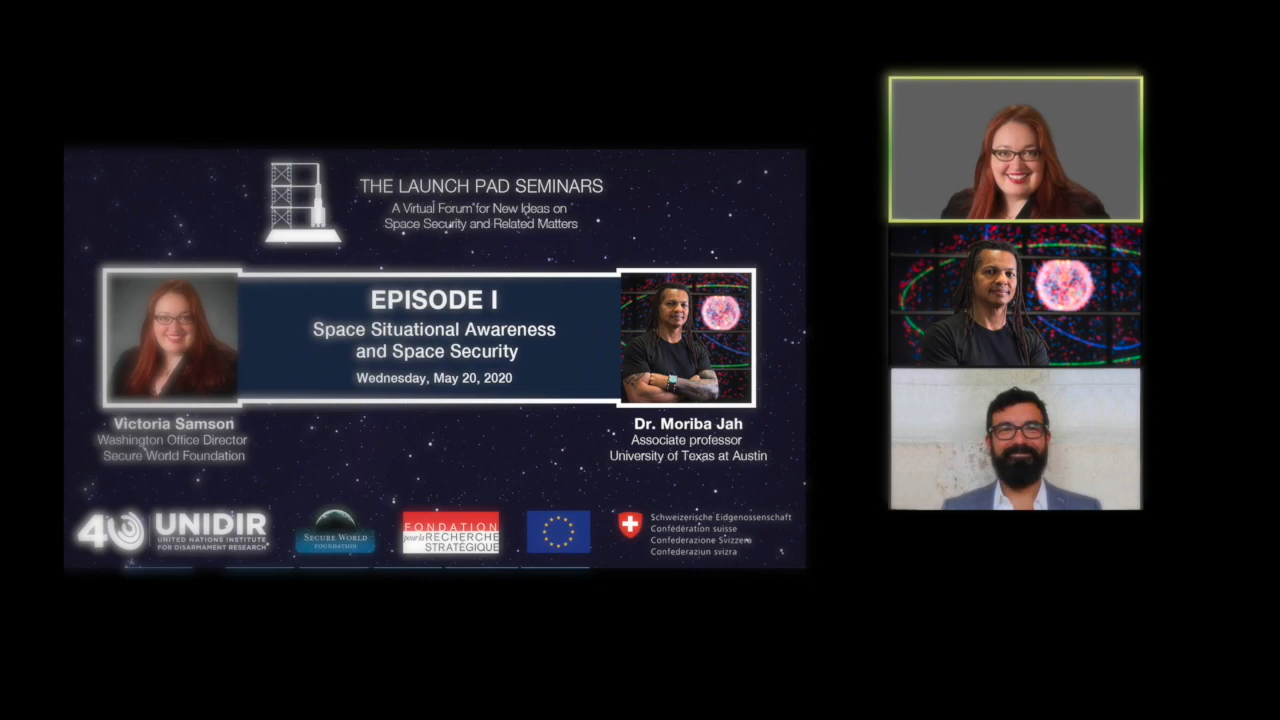 THE LAUNCH PAD SEMINARS
A Virtual Forum for New Ideas on
Space Security and Related Matters
EPISODE I
Space Situational Awareness
and Space Security
Wednesday, May 20, 2020
Victoria Samson
Washington Office Director
Secure World Foundation
Dr. Moriba Jah
Associate professor
University of Texas at Austin
40 UNIDIR
UNITED NATIONS INSTITUTE
FOR DISARMAMENT RESEARCH
SECURE WORLD
FOUNDATION
FONDATION
pour la RECHERCHE
STRATÉGIQUE
Schweizerische Eidgenossenschaft
Confédération suisse
Confederazione Svizzera
Confederaziun svizra